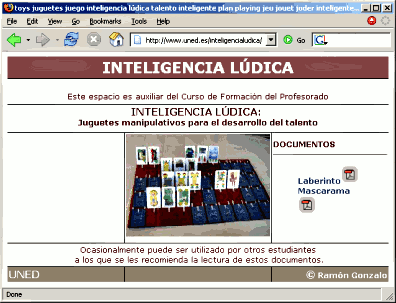 toys juguetes juego inteligencia lúdica talento inteligente plan playing jeu jouet joder inteligente...
File Edit View Go Bookmarks Tools Help
http://www.uned.es/inteligencialudica/ Go
INTELIGENCIA LÚDICA
Este espacio es auxiliar del Curso de Formación del Profesorado
INTELIGENCIA LÚDICA:
Juguetes manipulativos para el desarrollo del talento
DOCUMENTOS
Laberinto
Mascarama
Ocasionalmente puede ser utilizado por otros estudiantes
a los que se les recomienda la lectura de estos documentos.
UNED © Ramón Gonzalo
Done